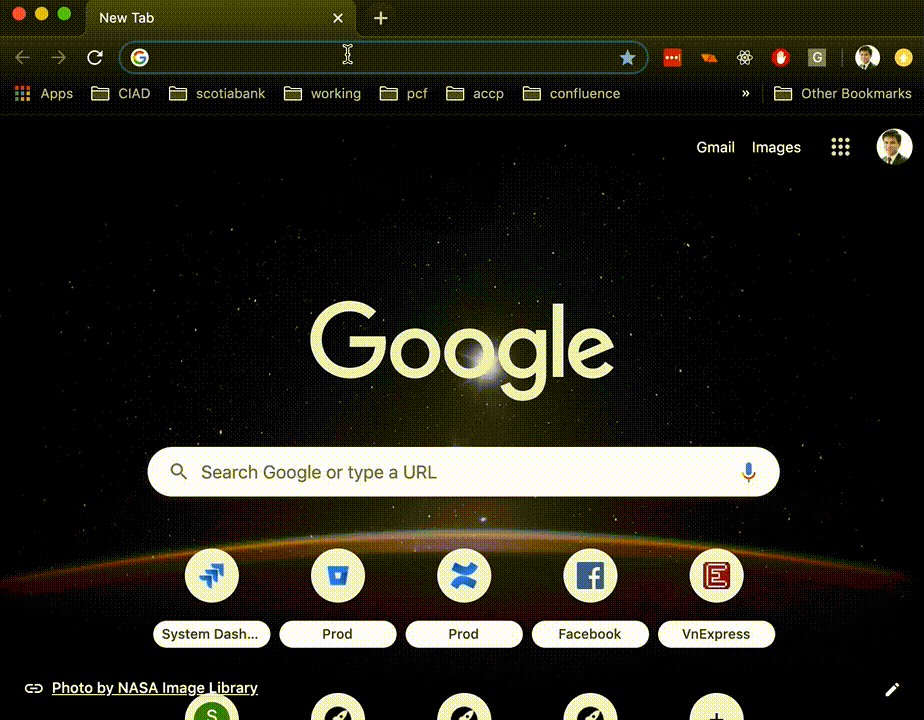 New Tab
Apps CIAD scotiabank working pcf accp confluence » Other Bookmarks
G
Gmail Images
Google
Search Google or type a URL
System Dash... Prod Prod Facebook VnExpress
Photo by NASA Image Library
S